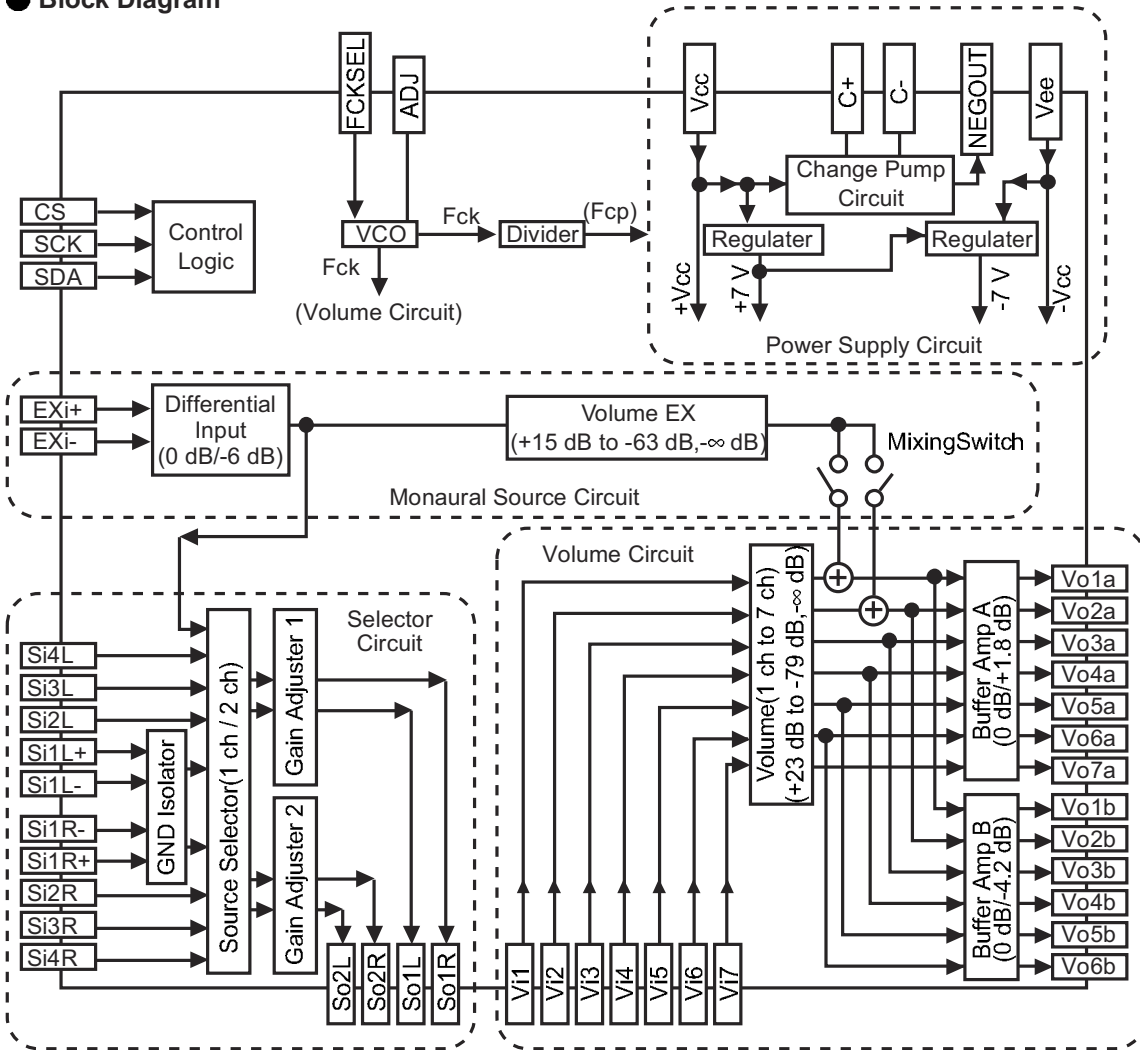 ● Block Diagram
FCKSEL
ADJ
Vcc
C+
C-
NEGOUT
Vee
Change Pump
Circuit
CS
SCK
SDA
Control
Logic
VCO
Fck
Divider
(Fcp)
Regulater
Regulater
Fck
(Volume Circuit)
+Vcc
+7 V
-7 V
-Vcc
Power Supply Circuit
EXi+
EXi-
Differential
Input
(0 dB/-6 dB)
Volume EX
(+15 dB to -63 dB,-∞ dB)
MixingSwitch
Monaural Source Circuit
Volume Circuit
Selector
Circuit
Si4L
Si3L
Si2L
Si1L+
Si1L-
Si1R-
Si1R+
Si2R
Si3R
Si4R
GND Isolator
Source Selector(1 ch / 2 ch)
Gain Adjuster 1
Gain Adjuster 2
So2L
So2R
So1L
So1R
Vi1
Vi2
Vi3
Vi4
Vi5
Vi6
Vi7
Volume(1 ch to 7 ch)
(+23 dB to -79 dB,-∞ dB)
+
+
Buffer Amp A
(0 dB/+1.8 dB)
Buffer Amp B
(0 dB/-4.2 dB)
Vo1a
Vo2a
Vo3a
Vo4a
Vo5a
Vo6a
Vo7a
Vo1b
Vo2b
Vo3b
Vo4b
Vo5b
Vo6b